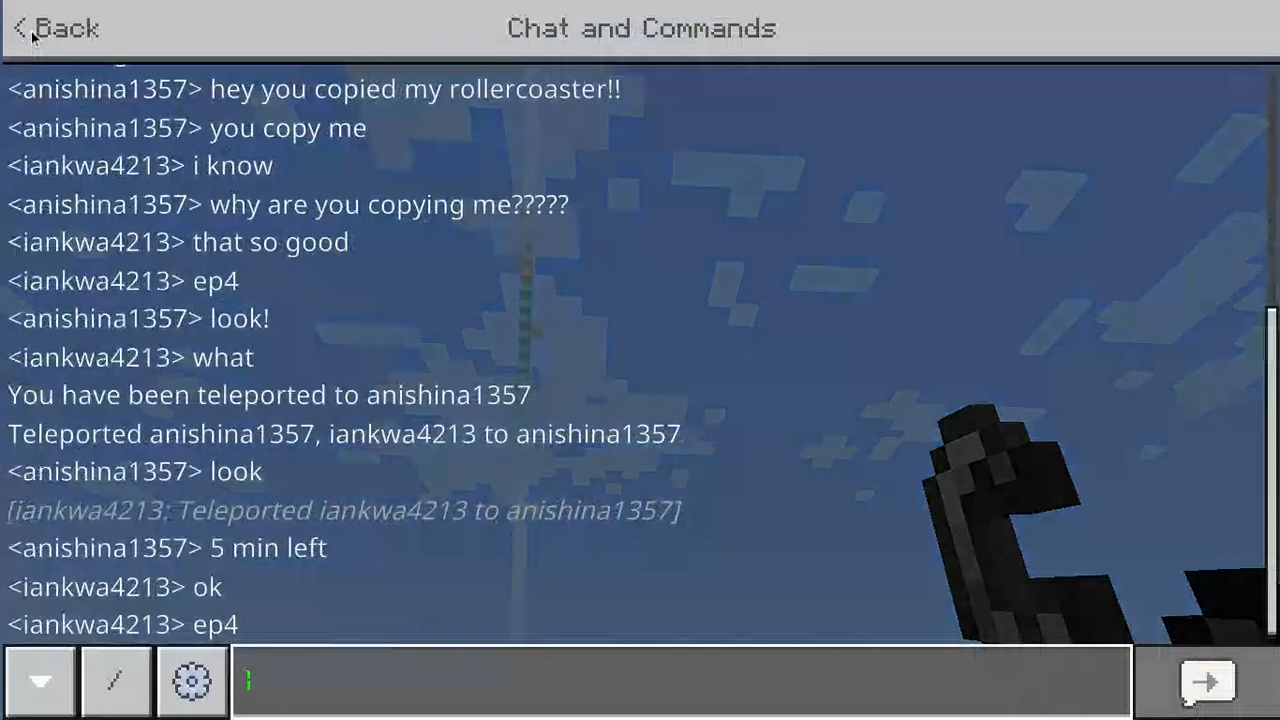 Back
Chat and Commands
<anishina1357> hey you copied my rollercoaster!!
<anishina1357> you copy me
<iankwa4213> i know
<anishina1357> why are you copying me?????
<iankwa4213> that so good
<iankwa4213> ep4
<anishina1357> look!
<iankwa4213> what
You have been teleported to anishina1357
Teleported anishina1357, iankwa4213 to anishina1357
<anishina1357> look
[iankwa4213: Teleported iankwa4213 to anishina1357]
<anishina1357> 5 min left
<iankwa4213> ok
<iankwa4213> ep4
/